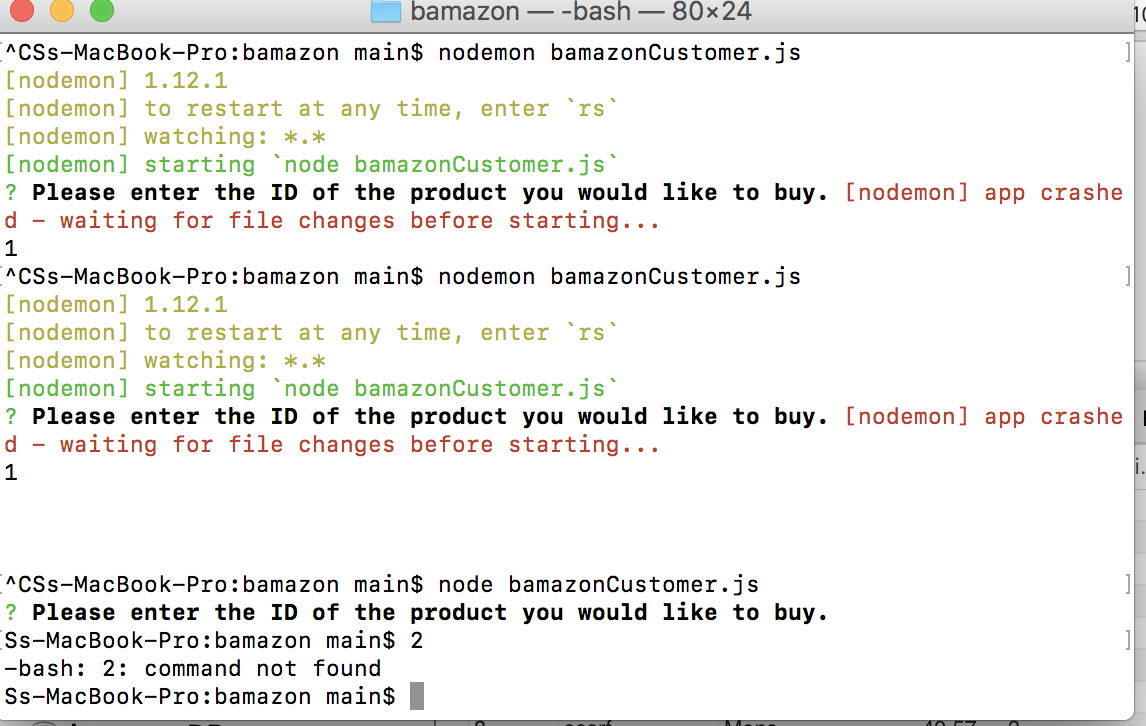 bamazon — -bash — 80×24
^CSs-MacBook-Pro:bamazon main$ nodemon bamazonCustomer.js
[nodemon] 1.12.1
[nodemon] to restart at any time, enter `rs`
[nodemon] watching: *.*
[nodemon] starting `node bamazonCustomer.js`
? Please enter the ID of the product you would like to buy. [nodemon] app crashe
d - waiting for file changes before starting...
1
^CSs-MacBook-Pro:bamazon main$ nodemon bamazonCustomer.js
[nodemon] 1.12.1
[nodemon] to restart at any time, enter `rs`
[nodemon] watching: *.*
[nodemon] starting `node bamazonCustomer.js`
? Please enter the ID of the product you would like to buy. [nodemon] app crashe
d - waiting for file changes before starting...
1
^CSs-MacBook-Pro:bamazon main$ node bamazonCustomer.js
? Please enter the ID of the product you would like to buy.
Ss-MacBook-Pro:bamazon main$ 2
-bash: 2: command not found
Ss-MacBook-Pro:bamazon main$